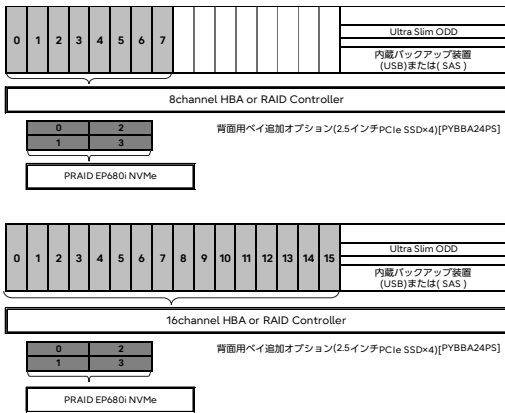 0 1 2 3 4 5 6 7
Ultra Slim ODD
内蔵バックアップ装置
(USB)または( SAS )
8channel HBA or RAID Controller
0 2
背面用ベイ追加オプション(2.5インチPCIe SSD×4)[PYBBA24PS]
1 3
PRAID EP680i NVMe
0 1 2 3 4 5 6 7 8 9 10 11 12 13 14 15
Ultra Slim ODD
内蔵バックアップ装置
(USB)または( SAS )
16channel HBA or RAID Controller
0 2
背面用ベイ追加オプション(2.5インチPCIe SSD×4)[PYBBA24PS]
1 3
PRAID EP680i NVMe